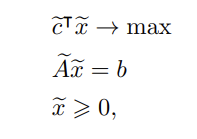 c̃ᵀx̃ → max
Ãx̃ = b
x̃ ⩾ 0,